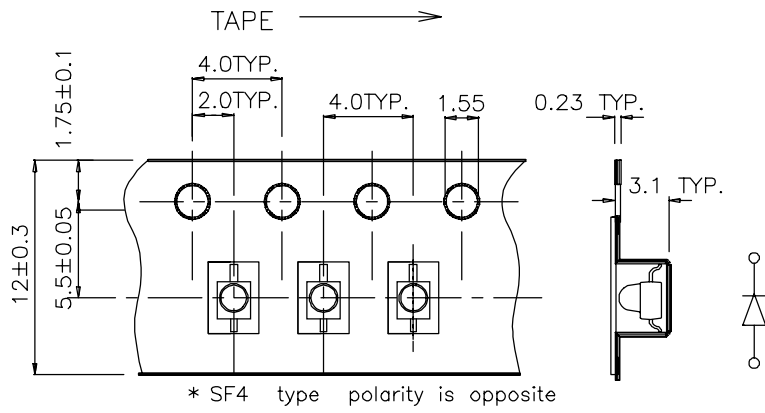 TAPE
4.0TYP.
2.0TYP.
4.0TYP.
1.55
0.23 TYP.
1.75±0.1
3.1 TYP.
12±0.3
5.5±0.05
* SF4 type polarity is opposite